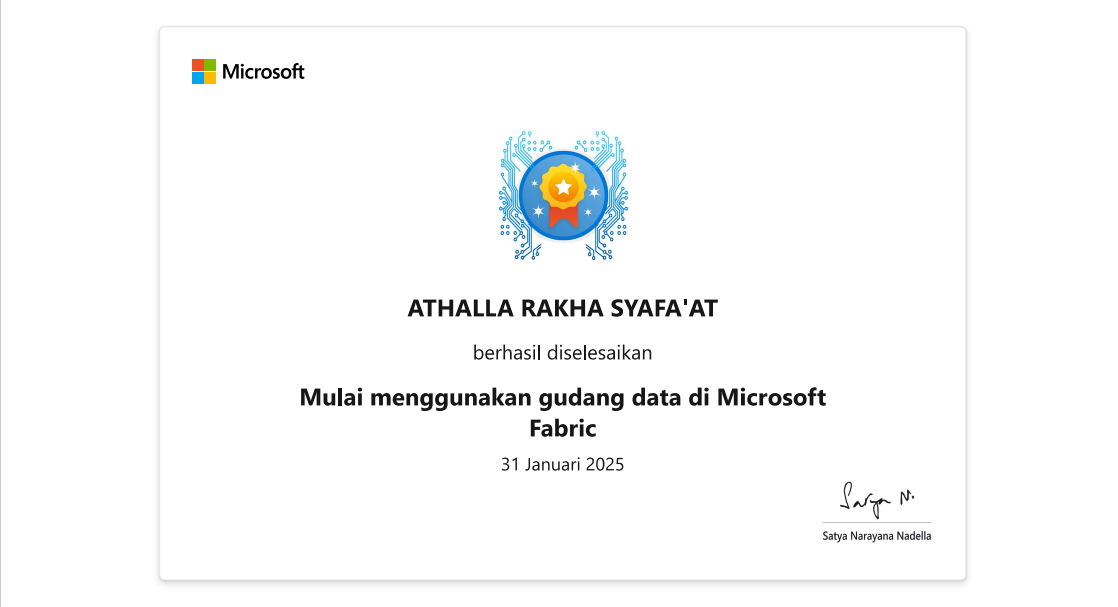 Microsoft
ATHALLA RAKHA SYAFA'AT
berhasil diselesaikan
Mulai menggunakan gudang data di Microsoft
Fabric
31 Januari 2025
Satya N.
Satya Narayana Nadella